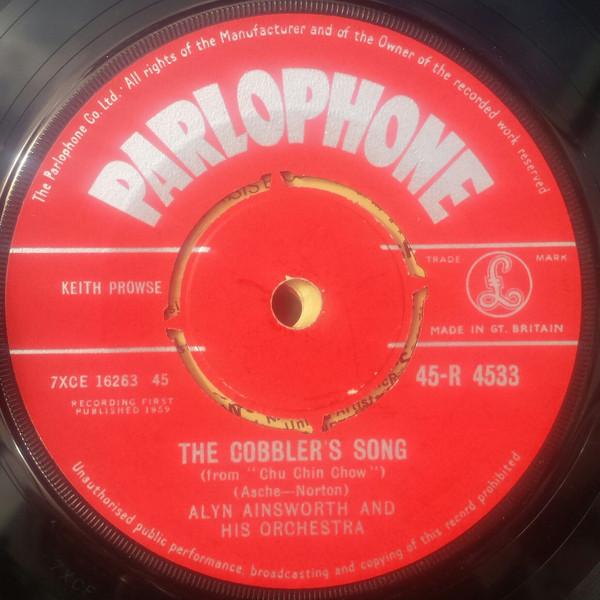 The Parlophone Co. Ltd. · All rights of the Manufacturer and of the Owner of the recorded work reserved
PARLOPHONE
KEITH PROWSE
TRADE MARK
£
MADE IN GT. BRITAIN
7XCE 16263 45
45-R 4533
RECORDING FIRST
PUBLISHED 1959
THE COBBLER'S SONG
(from "Chu Chin Chow")
(Asche—Norton)
ALYN AINSWORTH AND
HIS ORCHESTRA
Unauthorised public performance, broadcasting and copying of this record prohibited
7XCE